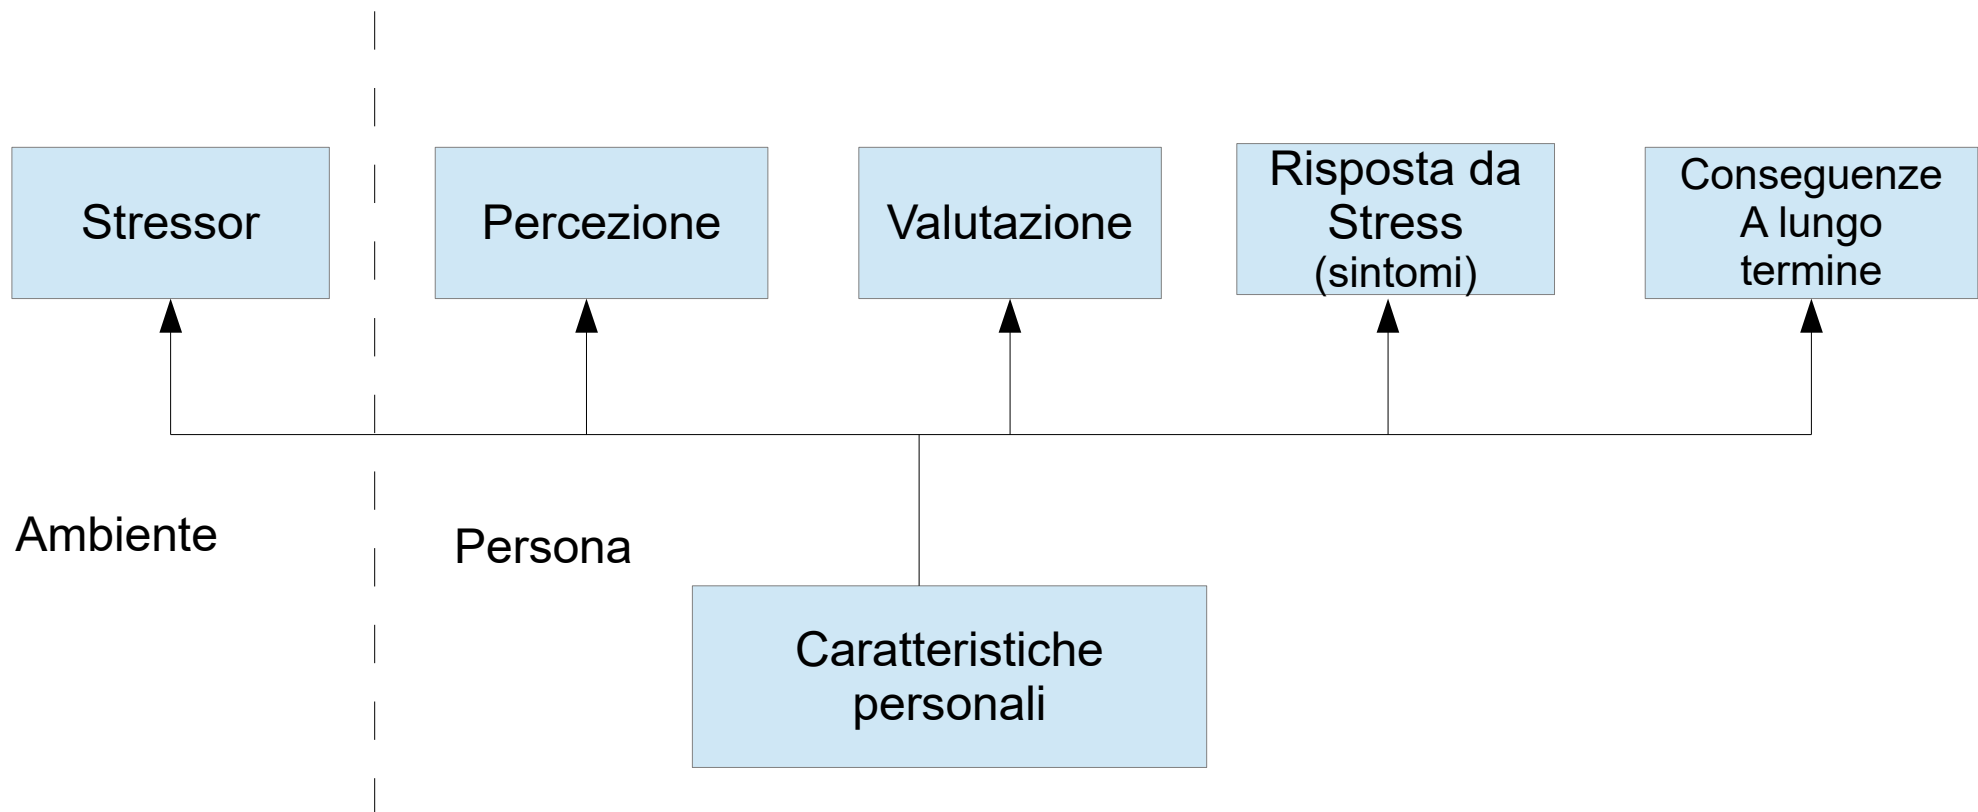 Stressor
Percezione
Valutazione
Risposta da
Stress
(sintomi)
Conseguenze
A lungo
termine
Ambiente
Persona
Caratteristiche
personali